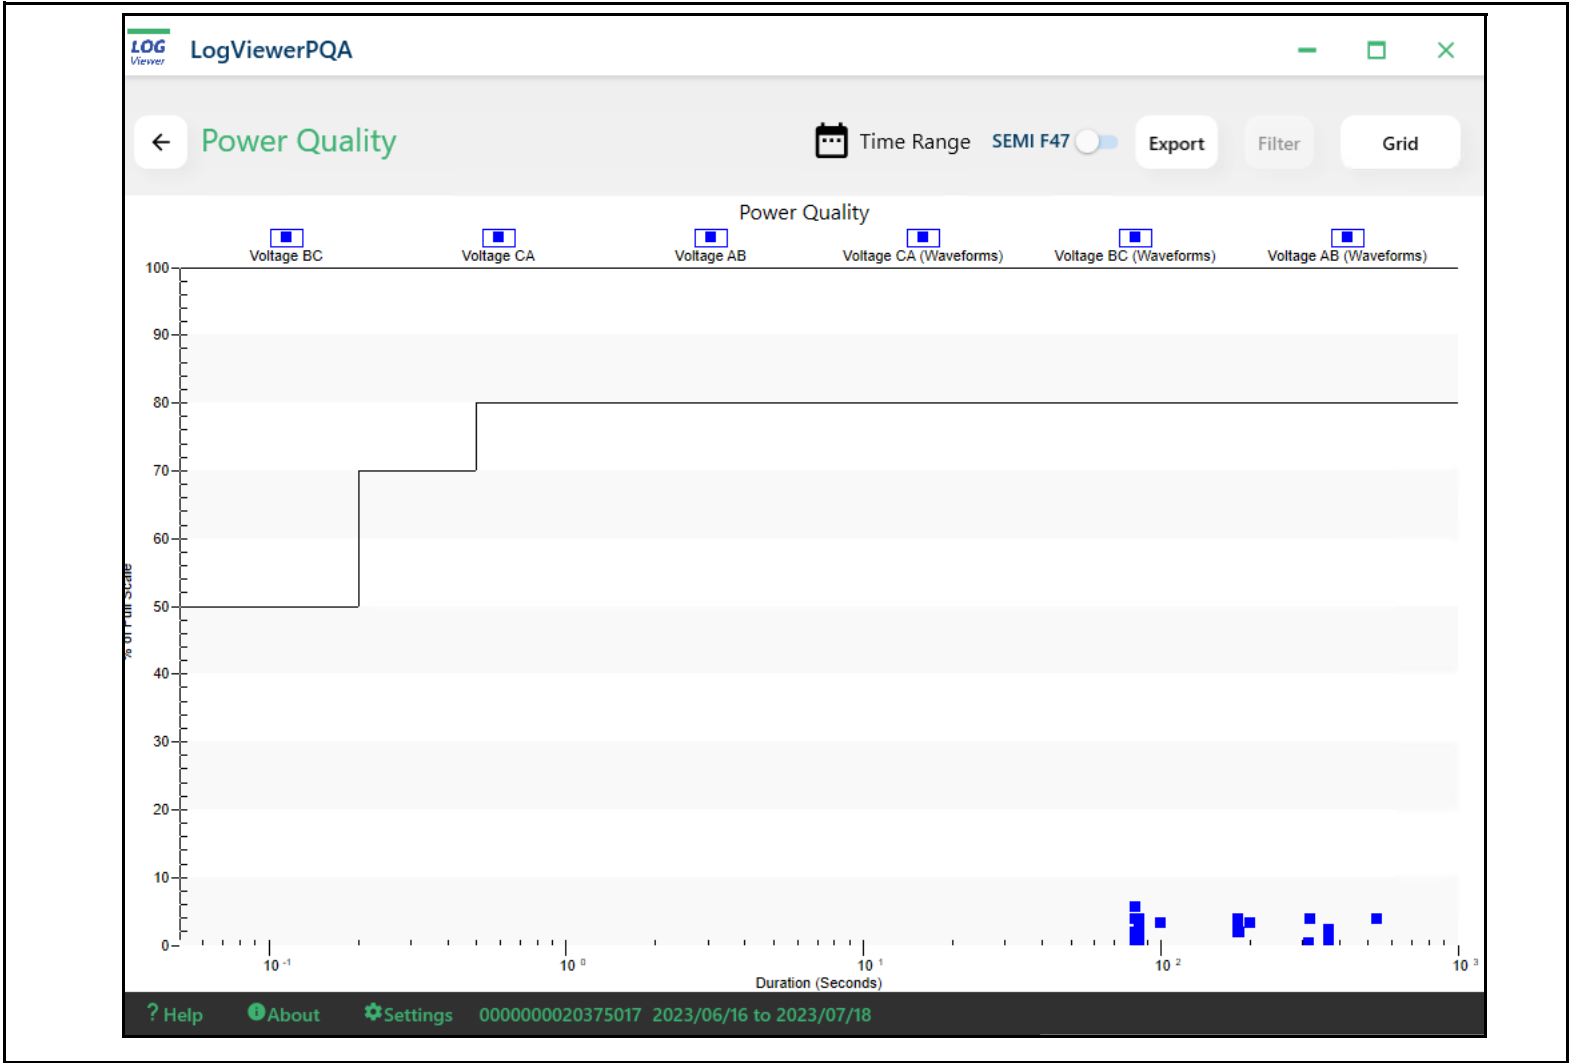 LOG
Viewer
LogViewerPQA
Power Quality
Time Range
SEMI F47
Export
Filter
Grid
Power Quality
Voltage BC
Voltage CA
Voltage AB
Voltage CA (Waveforms)
Voltage BC (Waveforms)
Voltage AB (Waveforms)
100
90
80
70
60
50
40
30
20
10
0
% of Full Scale
10 -1
10 0
10 1
10 2
10 3
Duration (Seconds)
? Help
About
Settings
0000000020375017 2023/06/16 to 2023/07/18